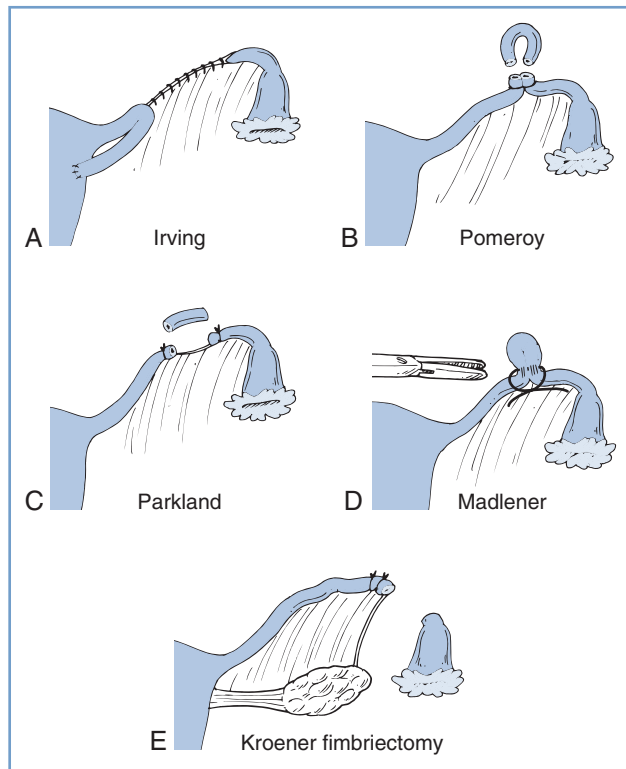 A Irving
B Pomeroy
C Parkland
D Madlener
E Kroener fimbriectomy